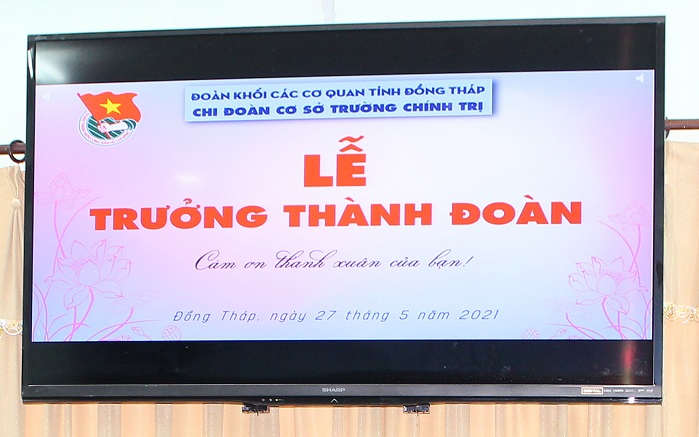 ĐOÀN KHỐI CÁC CƠ QUAN TỈNH ĐỒNG THÁP
CHI ĐOÀN CƠ SỞ TRƯỜNG CHÍNH TRỊ
LỄ
TRƯỞNG THÀNH ĐOÀN
Cảm ơn thanh xuân của bạn!
Đồng Tháp, ngày 27 tháng 5 năm 2021
SHARP